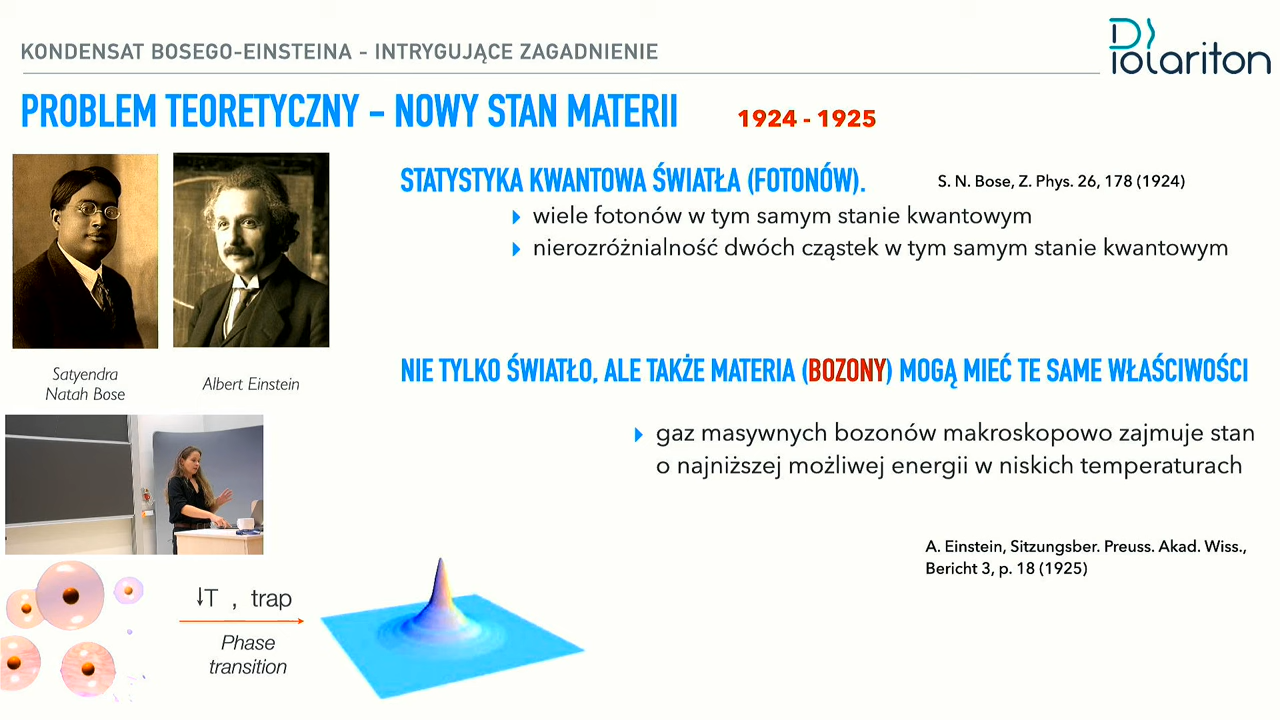 KONDENSAT BOSEGO-EINSTEINA - INTRYGUJĄCE ZAGADNIENIE
Polariton
PROBLEM TEORETYCZNY – NOWY STAN MATERII
1924 - 1925
STATYSTYKA KWANTOWA ŚWIATŁA (FOTONÓW).
S. N. Bose, Z. Phys. 26, 178 (1924)
wiele fotonów w tym samym stanie kwantowym
nierozróżnialność dwóch cząstek w tym samym stanie kwantowym
Satyendra
Natah Bose
Albert Einstein
NIE TYLKO ŚWIATŁO, ALE TAKŻE MATERIA (BOZONY) MOGĄ MIEĆ TE SAME WŁAŚCIWOŚCI
gaz masywnych bozonów makroskopowo zajmuje stan
o najniższej możliwej energii w niskich temperaturach
A. Einstein, Sitzungsber. Preuss. Akad. Wiss.,
Bericht 3, p. 18 (1925)
↓T , trap
Phase
transition